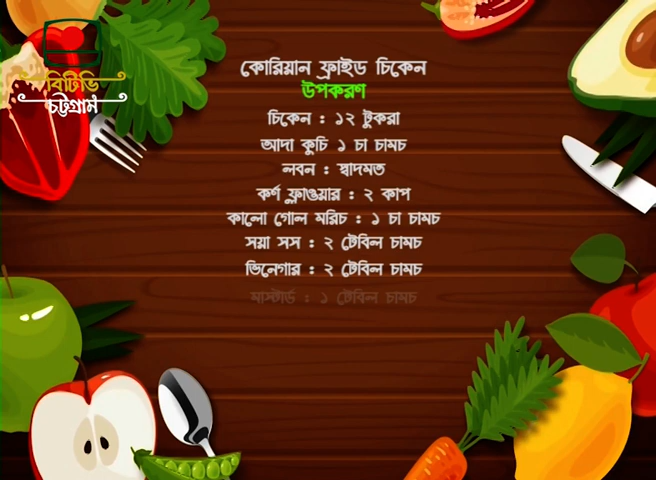 বিটিভি
চট্টগ্রাম
কোরিয়ান ফ্রাইড চিকেন
উপকরণ
চিকেন : ১২ টুকরা
আদা কুচি ১ চা চামচ
লবন : স্বাদমত
কর্ণ ফ্লাওয়ার : ২ কাপ
কালো গোল মরিচ : ১ চা চামচ
সয়া সস : ২ টেবিল চামচ
ভিনেগার : ২ টেবিল চামচ
মাস্টার্ড : ১ টেবিল চামচ